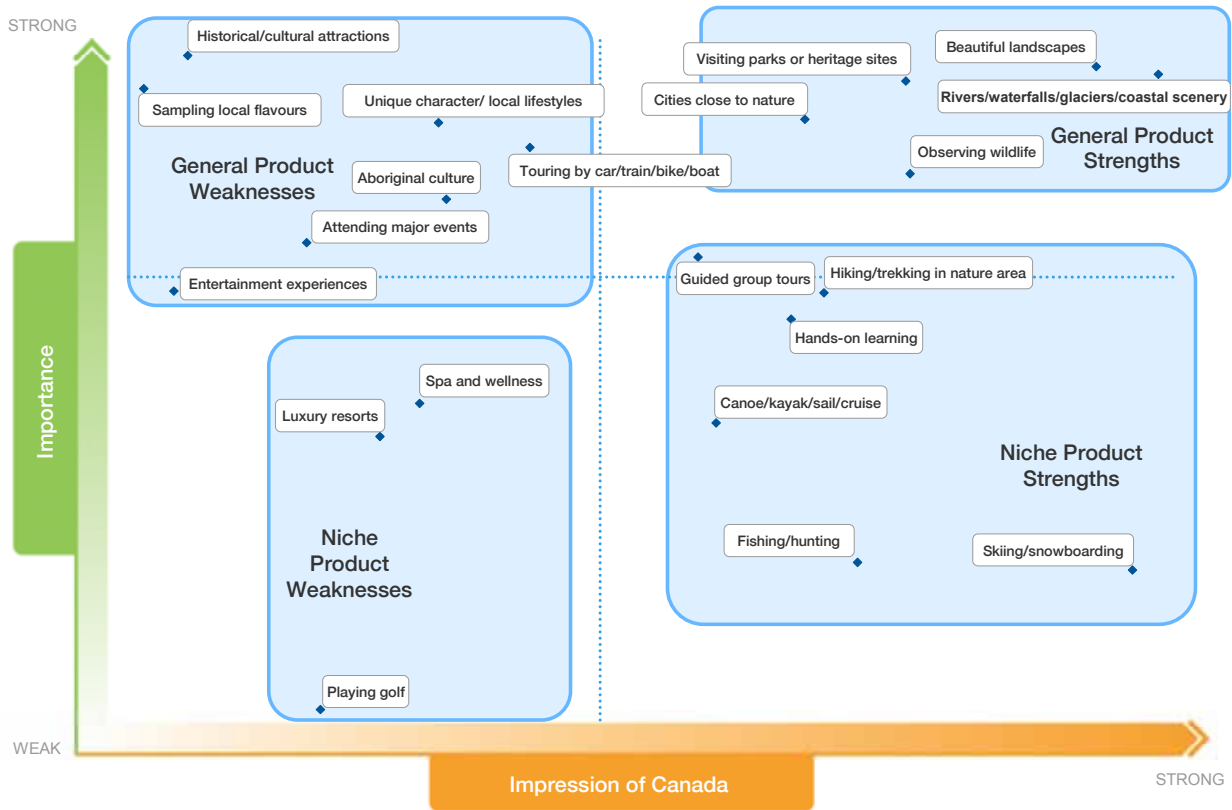 STRONG
Historical/cultural attractions
Beautiful landscapes
Visiting parks or heritage sites
Sampling local flavours
Unique character/ local lifestyles
Cities close to nature
Rivers/waterfalls/glaciers/coastal scenery
General Product
Strengths
Observing wildlife
General Product
Weaknesses
Touring by car/train/bike/boat
Aboriginal culture
Attending major events
Entertainment experiences
Guided group tours
Hiking/trekking in nature area
Hands-on learning
Importance
Spa and wellness
Luxury resorts
Canoe/kayak/sail/cruise
Niche Product
Strengths
Niche
Product
Weaknesses
Fishing/hunting
Skiing/snowboarding
Playing golf
WEAK
Impression of Canada
STRONG